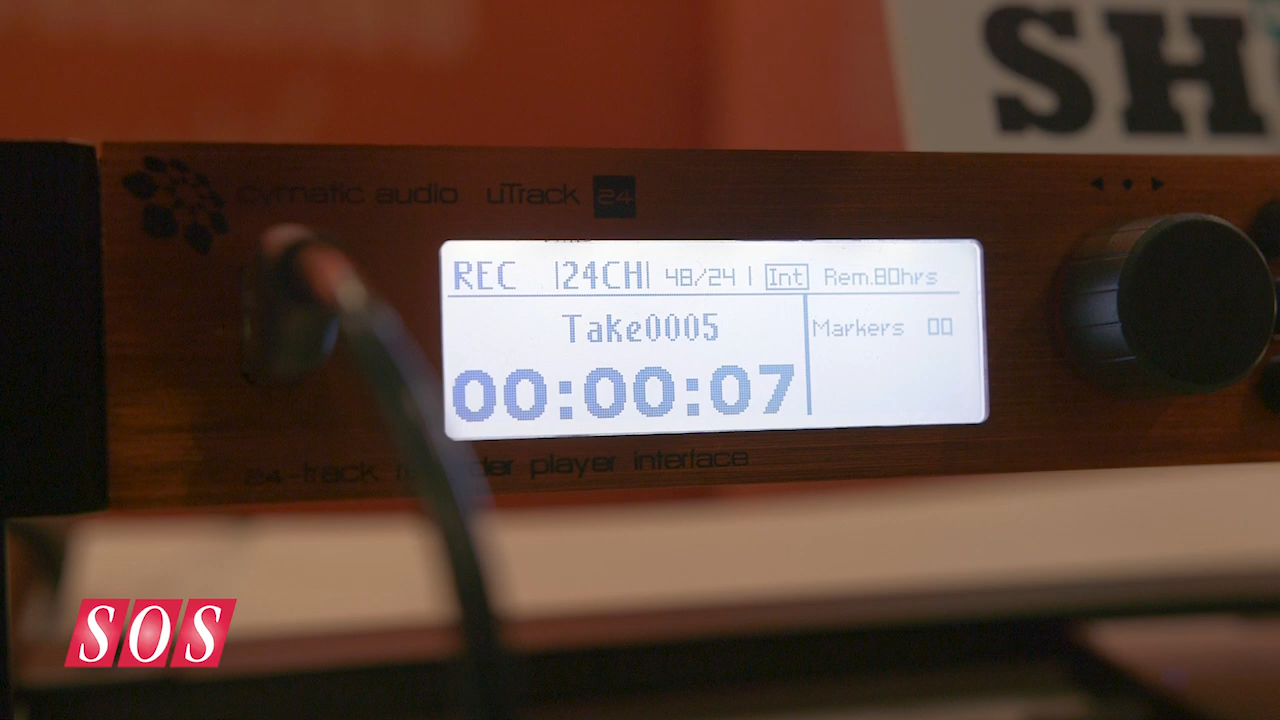 SH
cymatic audio uTrack 24
REC |24CH| 48/24 | Int Rem.80hrs
Take0005
Markers 00
00:00:07
24-track player interface
SOS